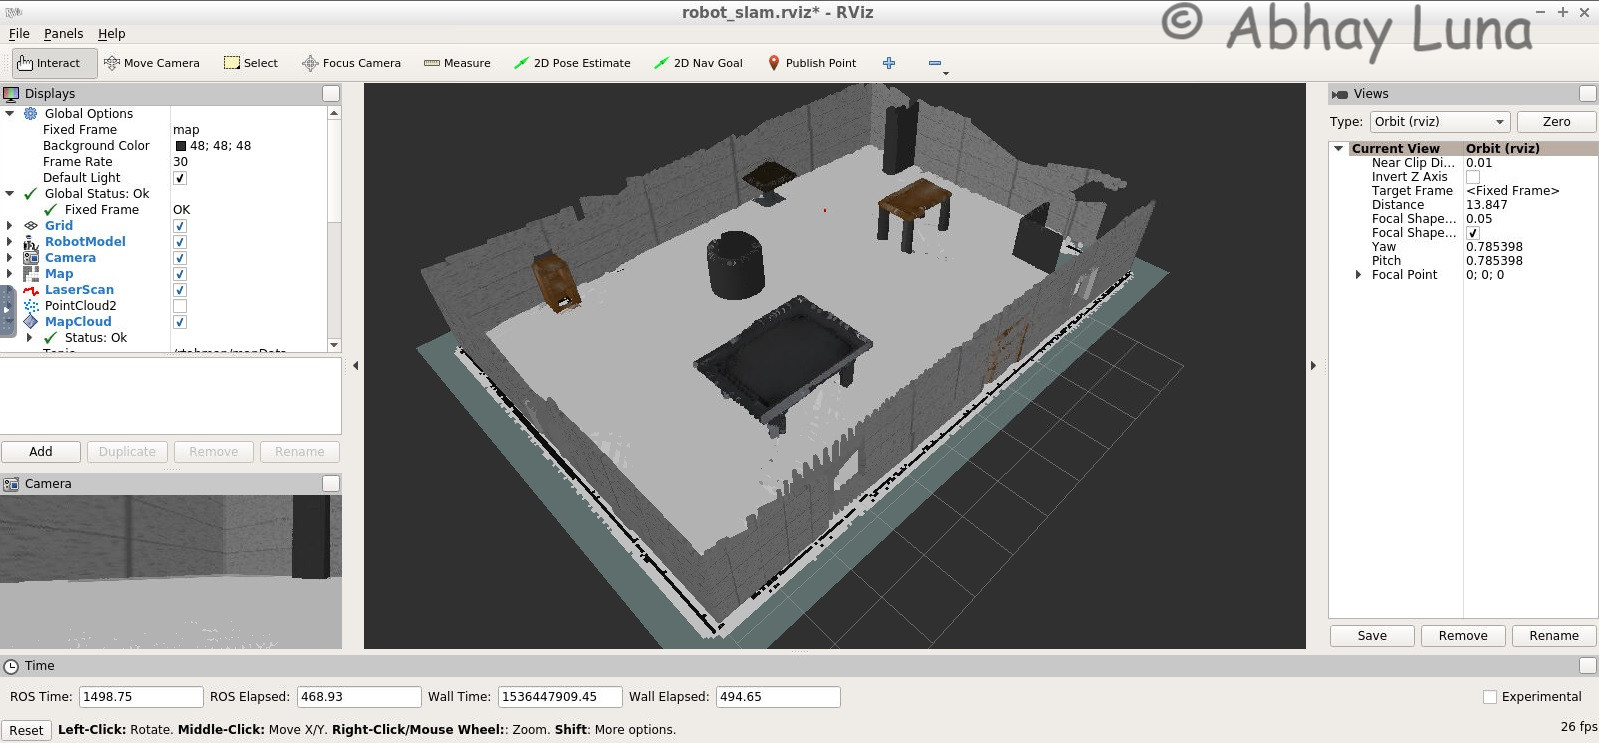 robot_slam.rviz* - RViz
© Abhay Luna
File Panels Help
Interact Move Camera Select Focus Camera Measure 2D Pose Estimate 2D Nav Goal Publish Point
Displays
Global Options
Fixed Frame map
Background Color 48; 48; 48
Frame Rate 30
Default Light
Global Status: Ok
Fixed Frame OK
Grid
RobotModel
Camera
Map
LaserScan
PointCloud2
MapCloud
Status: Ok
Add Duplicate Remove Rename
Camera
Views
Type: Orbit (rviz) Zero
Current View Orbit (rviz)
Near Clip Di... 0.01
Invert Z Axis
Target Frame <Fixed Frame>
Distance 13.847
Focal Shape... 0.05
Focal Shape...
Yaw 0.785398
Pitch 0.785398
Focal Point 0; 0; 0
Save Remove Rename
Time
ROS Time: 1498.75 ROS Elapsed: 468.93 Wall Time: 1536447909.45 Wall Elapsed: 494.65 Experimental
Reset Left-Click: Rotate. Middle-Click: Move X/Y. Right-Click/Mouse Wheel:: Zoom. Shift: More options. 26 fps